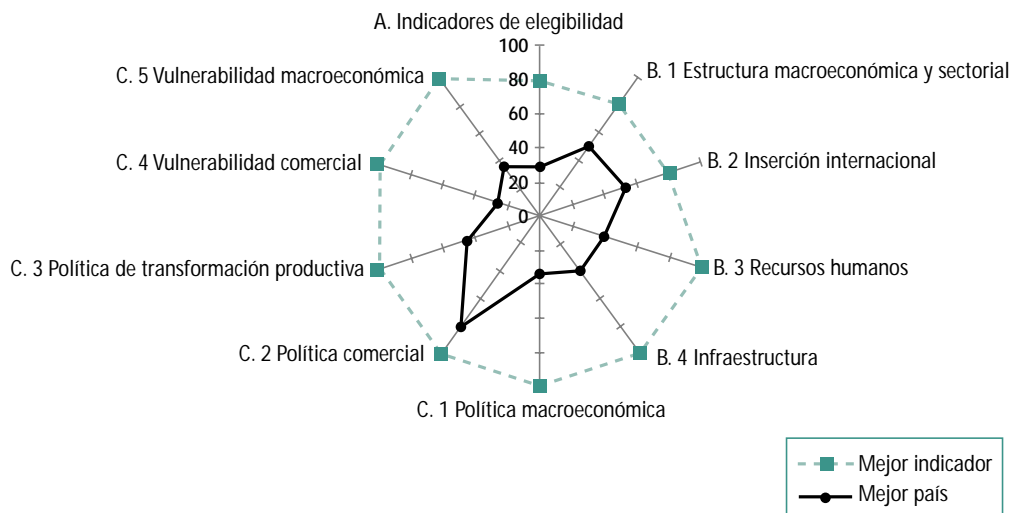 A. Indicadores de elegibilidad
100
80
60
40
20
0
B. 1 Estructura macroeconómica y sectorial
B. 2 Inserción internacional
B. 3 Recursos humanos
B. 4 Infraestructura
C. 1 Política macroeconómica
C. 2 Política comercial
C. 3 Política de transformación productiva
C. 4 Vulnerabilidad comercial
C. 5 Vulnerabilidad macroeconómica
Mejor indicador
Mejor país